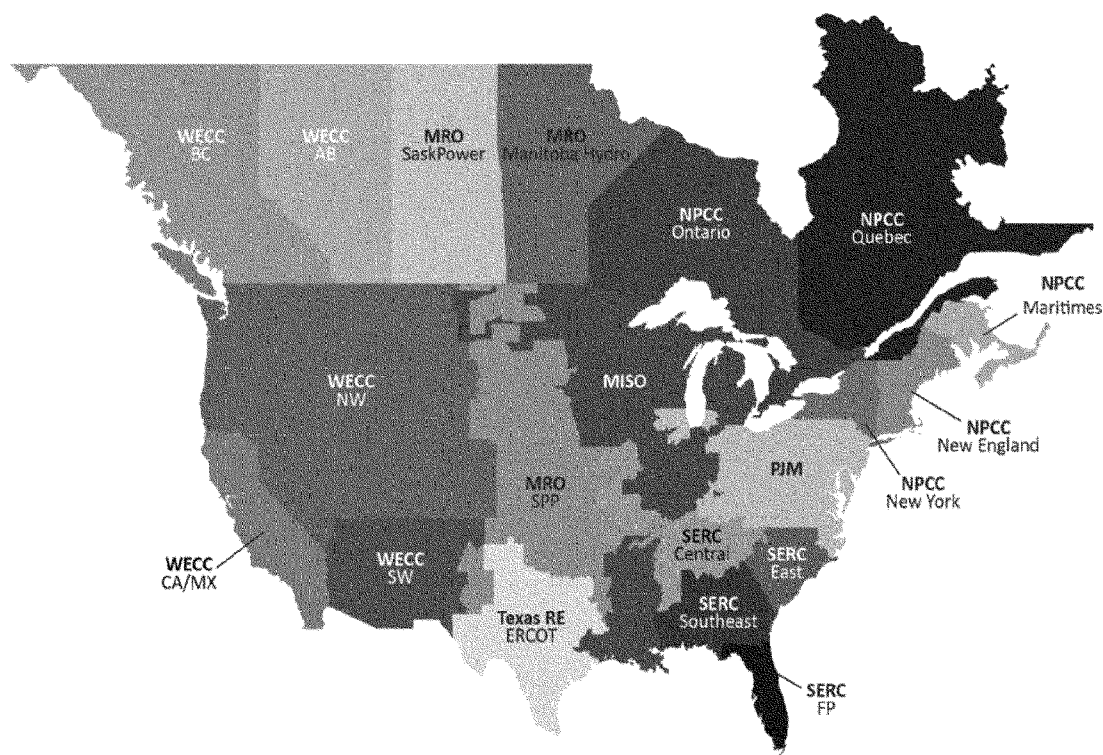 WECC
BC
WECC
AB
MRO
SaskPower
MRO
Manitoba Hydro
NPCC
Ontario
NPCC
Quebec
NPCC
Maritimes
WECC
NW
MISO
NPCC
New England
MRO
SPP
PJM
NPCC
New York
WECC
CA/MX
WECC
SW
SERC
Central
SERC
East
Texas RE
ERCOT
SERC
Southeast
SERC
FP